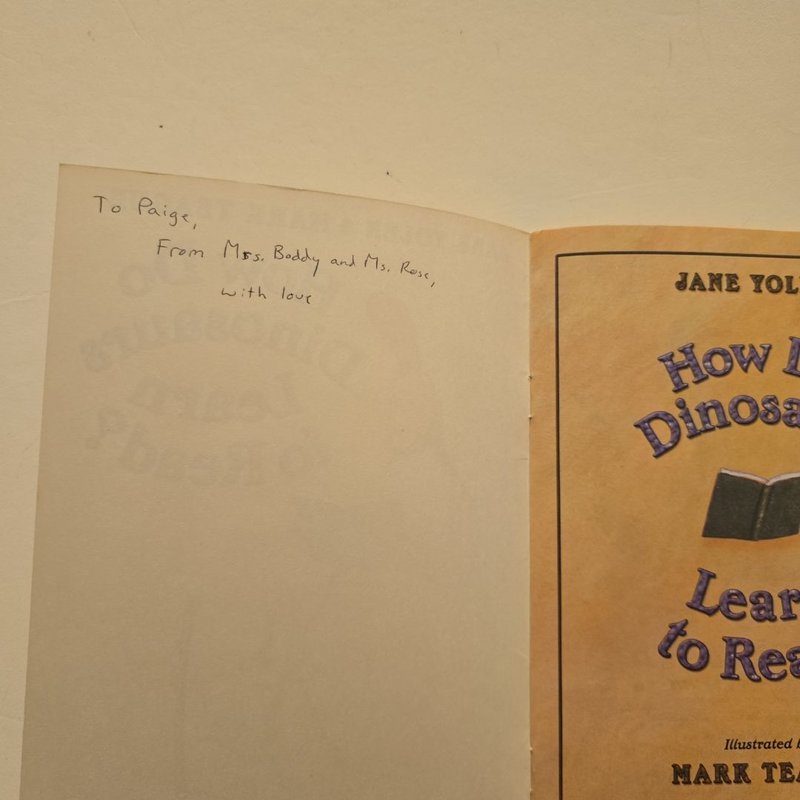 To Paige,
From Mrs. Boddy and Ms. Rose,
with love
JANE YOL
How D
Dinosa
Lear
to Rea
Illustrated b
MARK TEA